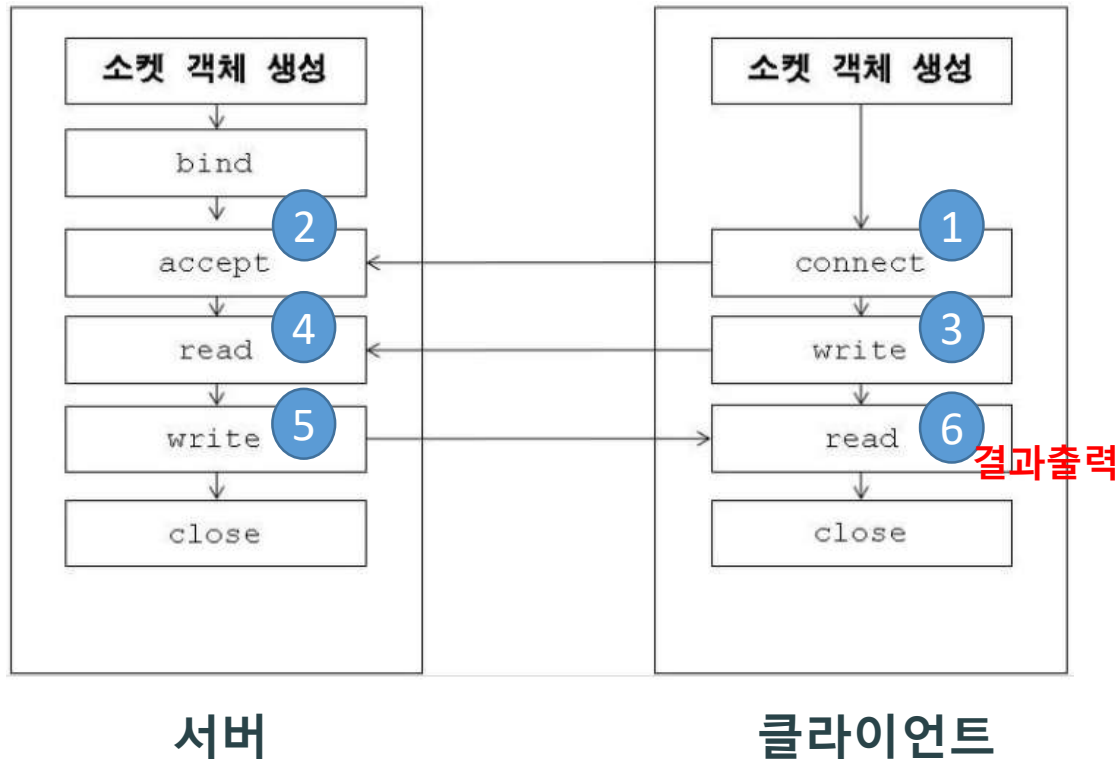 소켓 객체 생성
bind
2
accept
4
read
5
write
close
서버
소켓 객체 생성
1
connect
3
write
6
read
결과출력
close
클라이언트